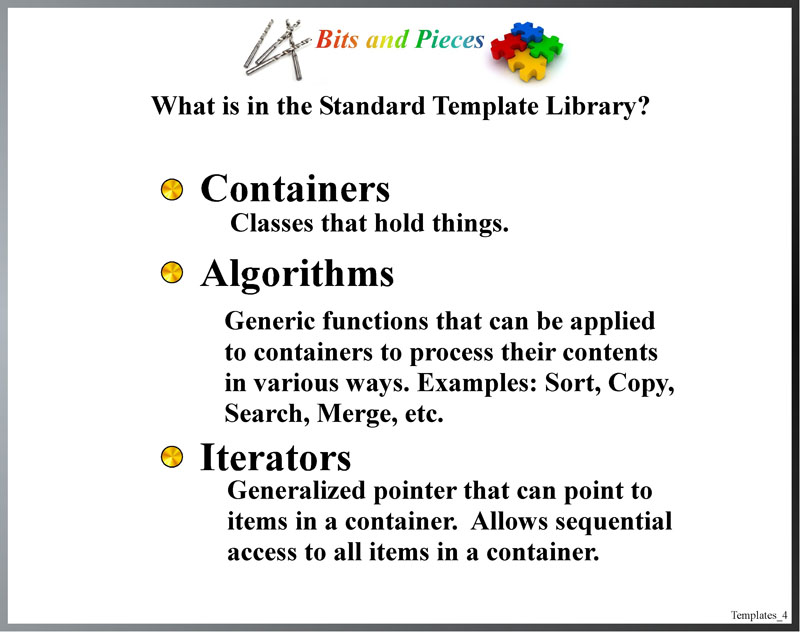 Bits and Pieces
What is in the Standard Template Library?
Containers
Classes that hold things.
Algorithms
Generic functions that can be applied
to containers to process their contents
in various ways. Examples: Sort, Copy,
Search, Merge, etc.
Iterators
Generalized pointer that can point to
items in a container.  Allows sequential
access to all items in a container.
Templates_4